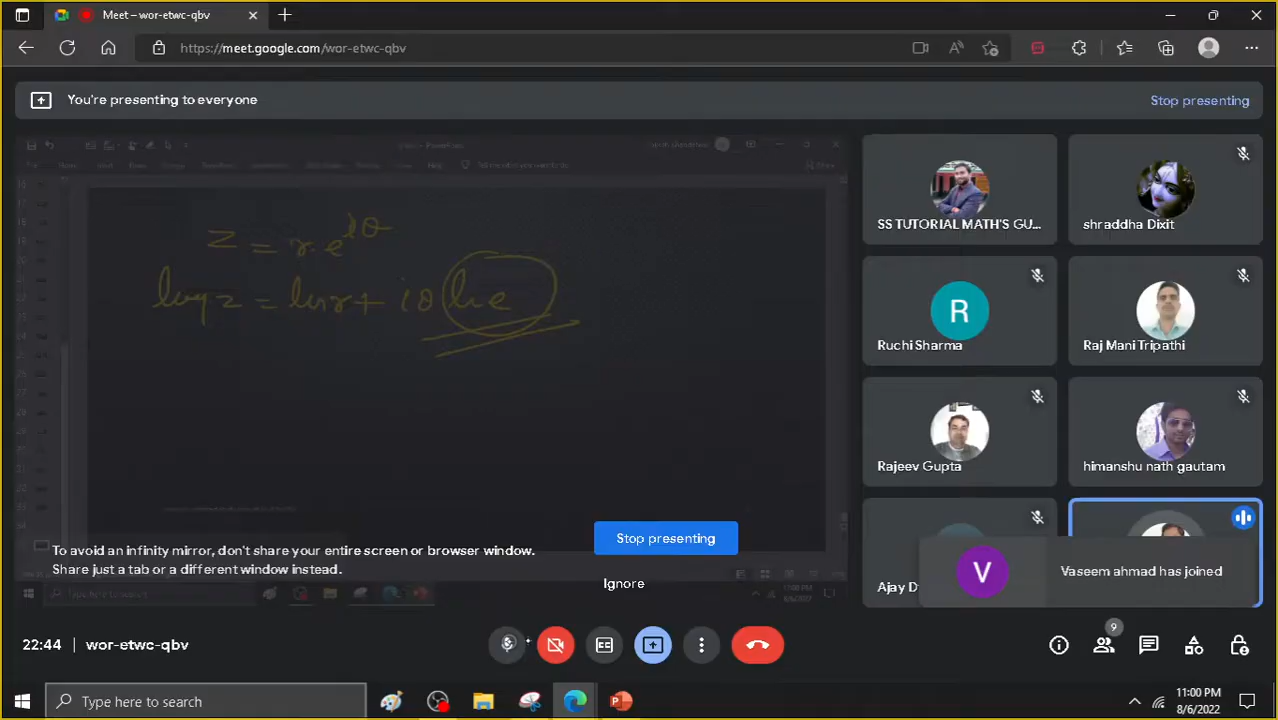 Meet – wor-etwc-qbv
https://meet.google.com/wor-etwc-qbv
You're presenting to everyone
Stop presenting
z = r.e^iθ
log z = ln r + iθ ln e
To avoid an infinity mirror, don't share your entire screen or browser window.
Share just a tab or a different window instead.
Stop presenting
Ignore
SS TUTORIAL MATH'S GU...
shraddha Dixit
R
Ruchi Sharma
Raj Mani Tripathi
Rajeev Gupta
himanshu nath gautam
Ajay D
V
Vaseem ahmad has joined
22:44 | wor-etwc-qbv
9
Type here to search
11:00 PM
8/6/2022